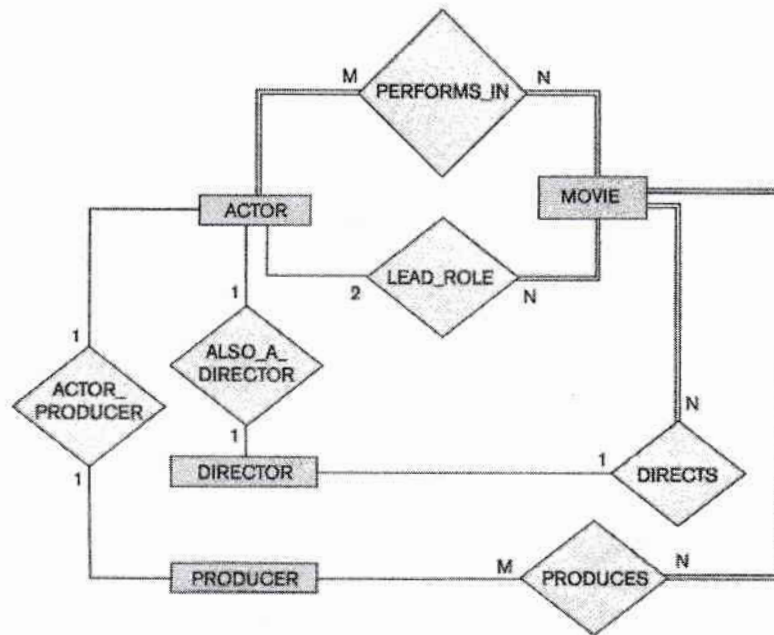 M
PERFORMS_IN
N
ACTOR
MOVIE
2
LEAD_ROLE
N
1
ALSO_A_
DIRECTOR
1
1
ACTOR_
PRODUCER
1
DIRECTOR
1
DIRECTS
N
PRODUCER
M
PRODUCES
N